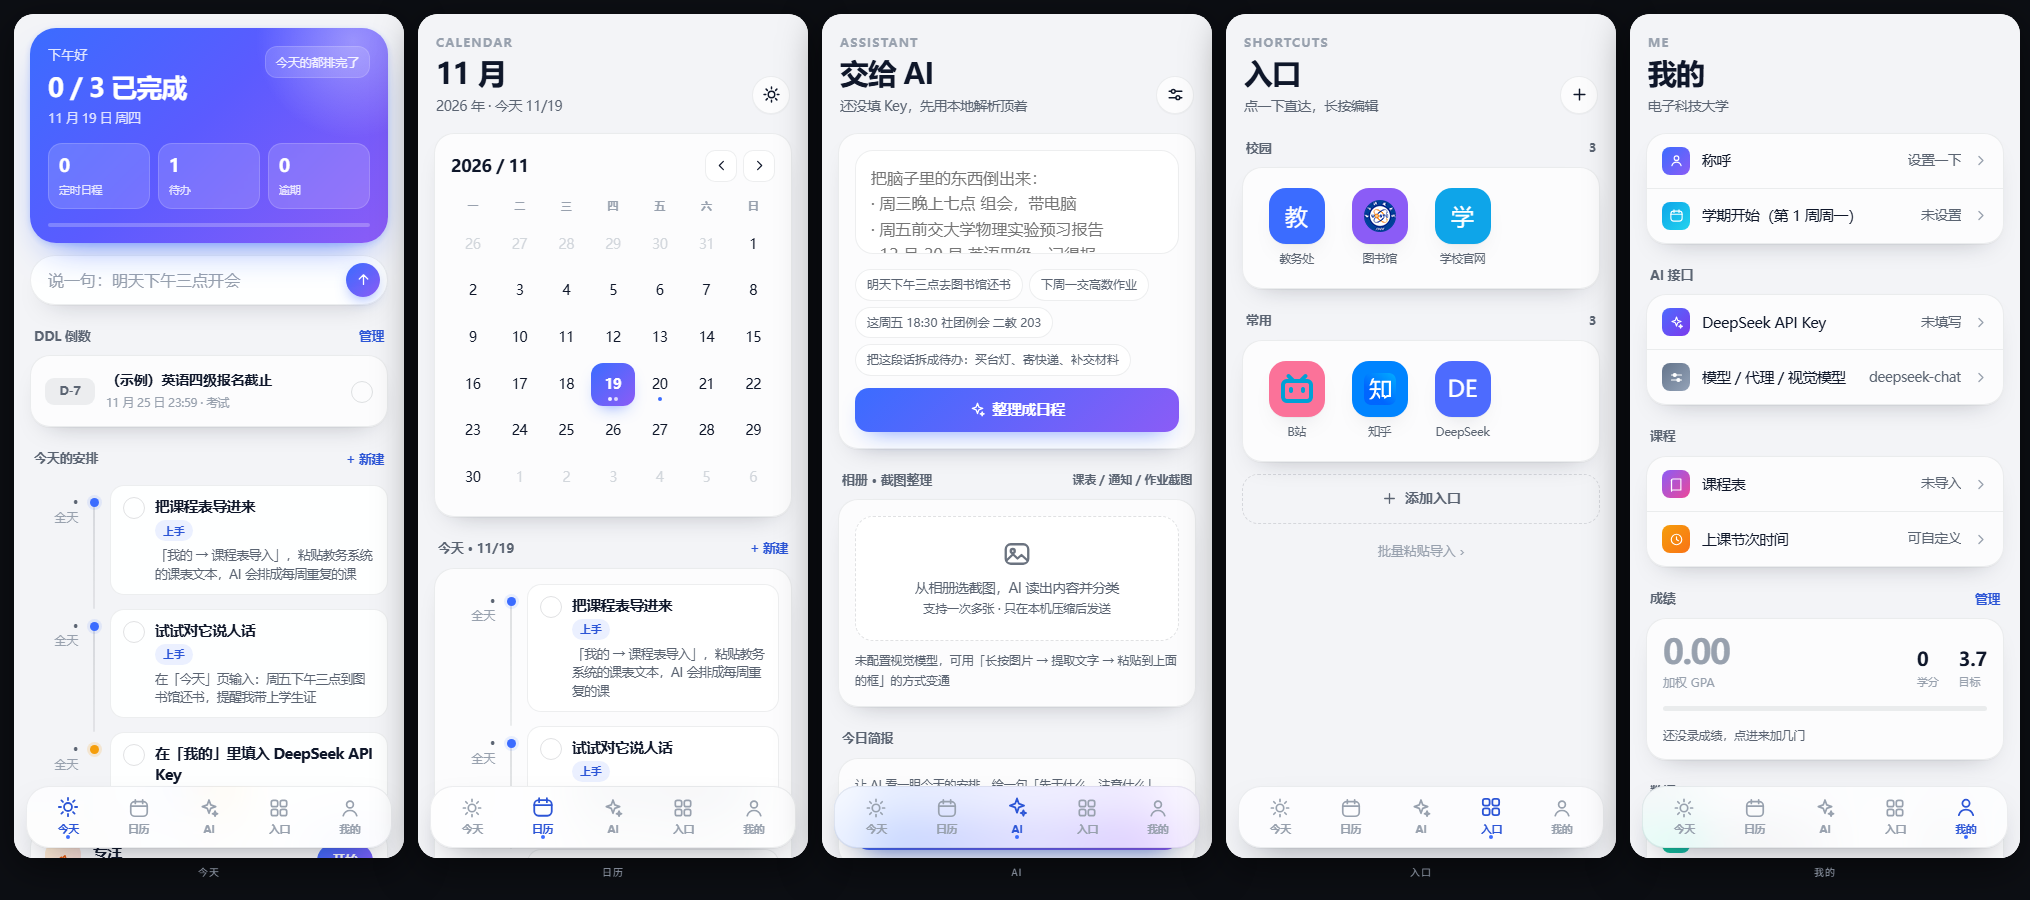 下午好
今天的都排完了
0 / 3 已完成
11 月 19 日 周四
0
定时日程
1
待办
0
逾期
说一句：明天下午三点开会
DDL 倒数
管理
D-7
（示例）英语四级报名截止
11 月 25 日 23:59 · 考试
今天的安排
+ 新建
全天
把课程表导进来
上手
「我的 → 课程表导入」，粘贴教务系统
的课表文本，AI 会排成每周重复的课
全天
试试对它说人话
上手
在「今天」页输入：周五下午三点到图
书馆还书，提醒我带上学生证
全天
在「我的」里填入 DeepSeek API
Key
今天
日历
AI
入口
我的
专注
今天
CALENDAR
11 月
2026 年 · 今天 11/19
2026 / 11
一 二 三 四 五 六 日
26 27 28 29 30 31 1
2 3 4 5 6 7 8
9 10 11 12 13 14 15
16 17 18 19 20 21 22
23 24 25 26 27 28 29
30 1 2 3 4 5 6
今天 • 11/19
+ 新建
全天
把课程表导进来
上手
「我的 → 课程表导入」，粘贴教务
系统的课表文本，AI 会排成每周重
复的课
全天
试试对它说人话
上手
今天
日历
AI
入口
我的
日历
ASSISTANT
交给 AI
还没填 Key，先用本地解析顶着
把脑子里的东西倒出来：
· 周三晚上七点 组会，带电脑
· 周五前交大学物理实验预习报告
明天下午三点去图书馆还书
下周一交高数作业
这周五 18:30 社团例会 二教 203
把这段话拆成待办：买台灯、寄快递、补交材料
整理成日程
相册 • 截图整理
课表 / 通知 / 作业截图
从相册选截图，AI 读出内容并分类
支持一次多张 · 只在本机压缩后发送
未配置视觉模型，可用「长按图片 → 提取文字 → 粘贴到上面
的框」的方式变通
今日简报
让 AI 看一眼今天的安排，给一句「先干什么、注意什么」
今天
日历
AI
入口
我的
AI
SHORTCUTS
入口
点一下直达，长按编辑
校园
3
教
学
教务处
图书馆
学校官网
常用
3
知
DE
B站
知乎
DeepSeek
+ 添加入口
批量粘贴导入 ›
今天
日历
AI
入口
我的
入口
ME
我的
电子科技大学
称呼
设置一下
学期开始（第 1 周周一）
未设置
AI 接口
DeepSeek API Key
未填写
模型 / 代理 / 视觉模型
deepseek-chat
课程
课程表
未导入
上课节次时间
可自定义
成绩
管理
0.00
加权 GPA
0
学分
3.7
目标
还没录成绩，点进来加几门
今天
日历
AI
入口
我的
我的